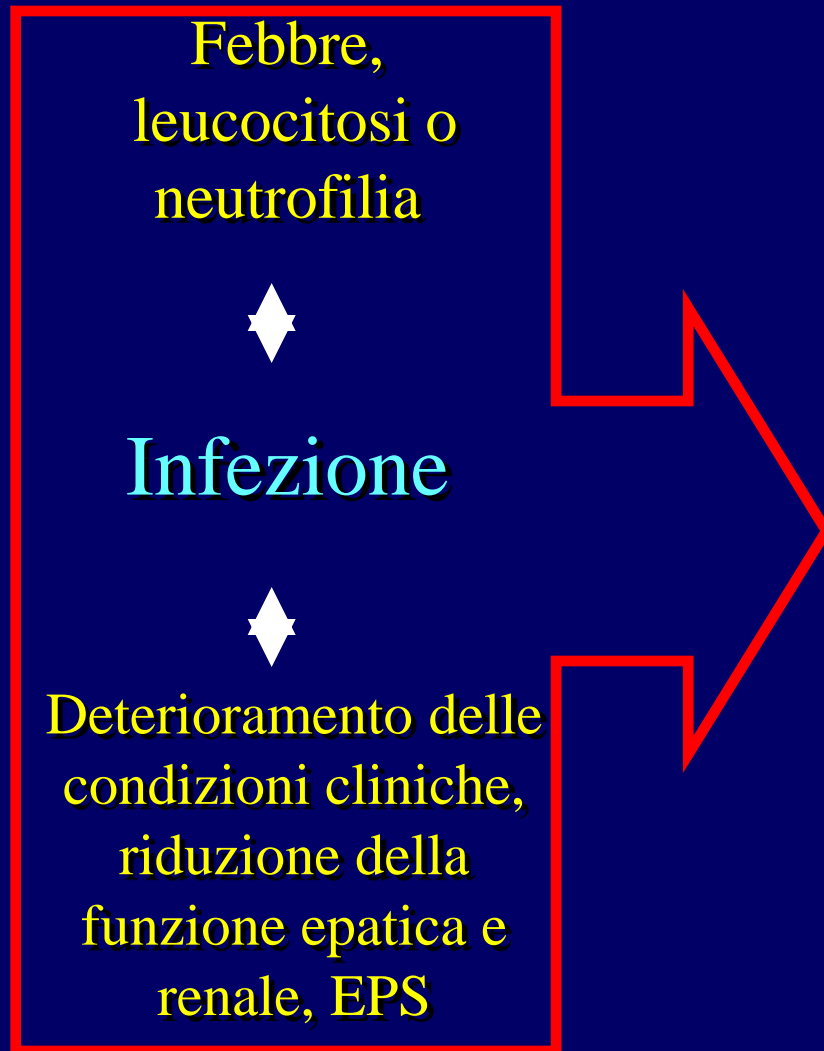 Febbre,
leucocitosi o
neutrofilia
Infezione
Deterioramento delle
condizioni cliniche,
riduzione della
funzione epatica e
renale, EPS